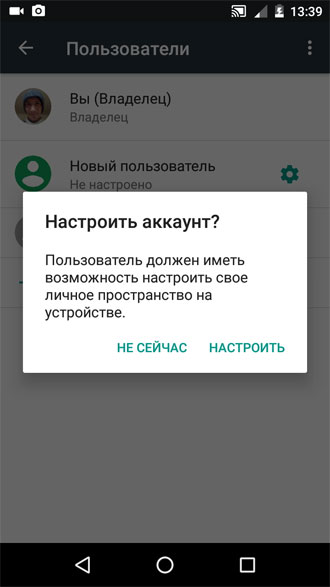 13:39
Пользователи
Вы (Владелец)
Владелец
Новый пользователь
Не настроено
Настроить аккаунт?
Пользователь должен иметь
возможность настроить свое
личное пространство на
устройстве.
НЕ СЕЙЧАС НАСТРОИТЬ